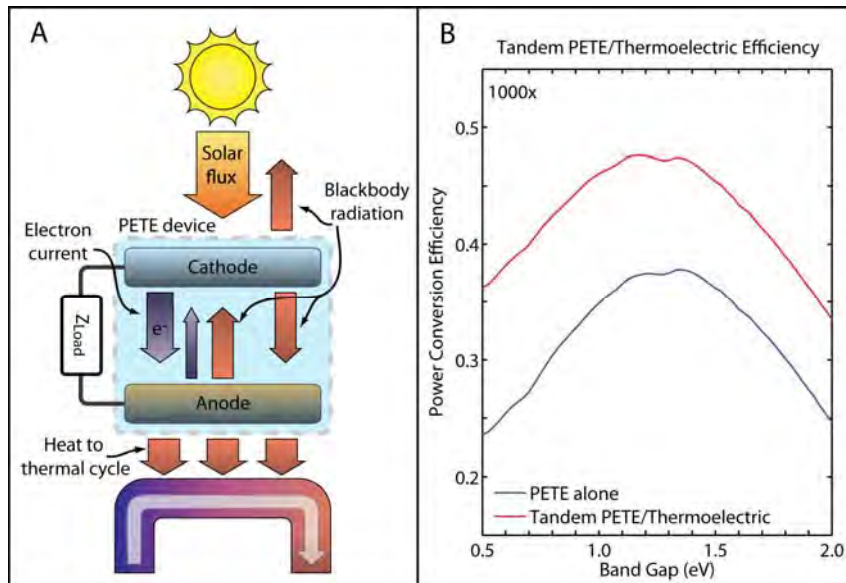 A
Solar
flux
Blackbody
radiation
Electron
current
PETE device
Cathode
e-
ZLoad
Anode
Heat to
thermal cycle
B
Tandem PETE/Thermoelectric Efficiency
1000x
Power Conversion Efficiency
0.5
0.4
0.3
0.2
PETE alone
Tandem PETE/Thermoelectric
0.5 1.0 1.5 2.0
Band Gap (eV)